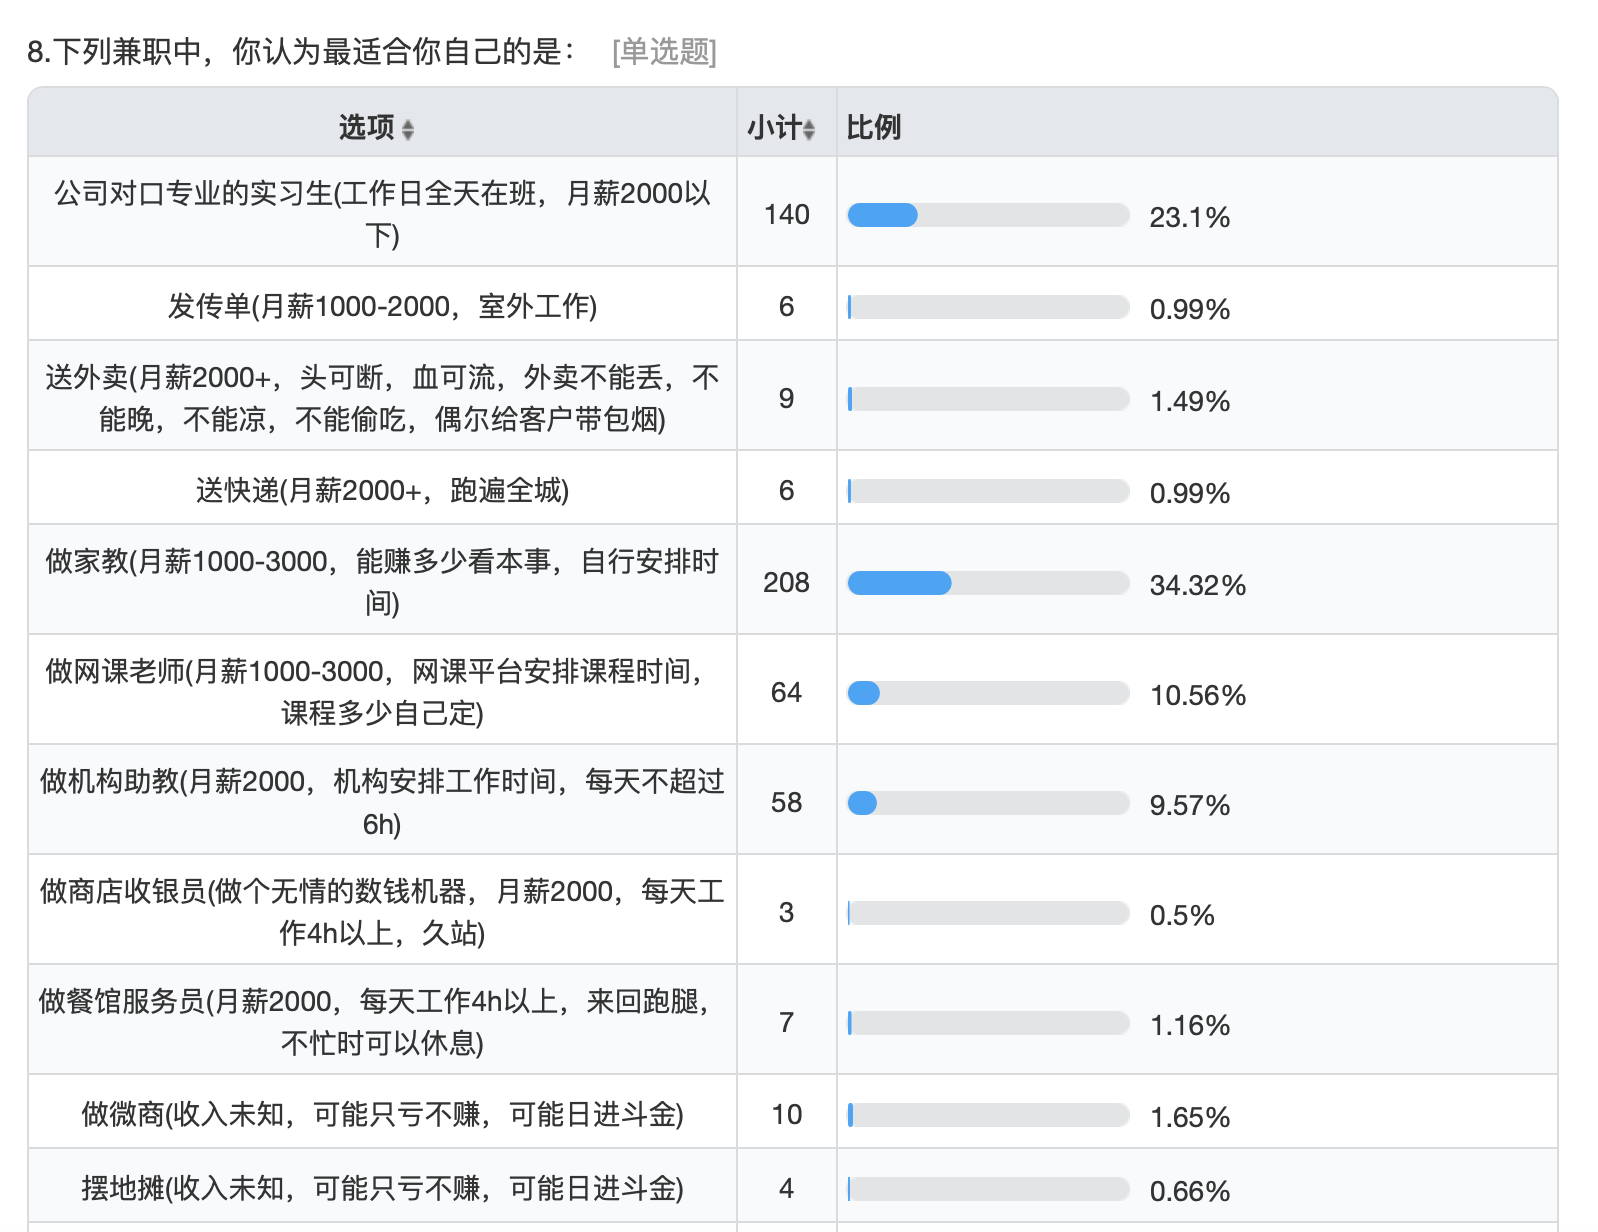 8.下列兼职中，你认为最适合你自己的是： [单选题]
选项 小计 比例
公司对口专业的实习生(工作日全天在班，月薪2000以
下)
140 23.1%
发传单(月薪1000-2000，室外工作) 6 0.99%
送外卖(月薪2000+，头可断，血可流，外卖不能丢，不
能晚，不能凉，不能偷吃，偶尔给客户带包烟)
9 1.49%
送快递(月薪2000+，跑遍全城) 6 0.99%
做家教(月薪1000-3000，能赚多少看本事，自行安排时
间)
208 34.32%
做网课老师(月薪1000-3000，网课平台安排课程时间，
课程多少自己定)
64 10.56%
做机构助教(月薪2000，机构安排工作时间，每天不超过
6h)
58 9.57%
做商店收银员(做个无情的数钱机器，月薪2000，每天工
作4h以上，久站)
3 0.5%
做餐馆服务员(月薪2000，每天工作4h以上，来回跑腿，
不忙时可以休息)
7 1.16%
做微商(收入未知，可能只亏不赚，可能日进斗金) 10 1.65%
摆地摊(收入未知，可能只亏不赚，可能日进斗金) 4 0.66%